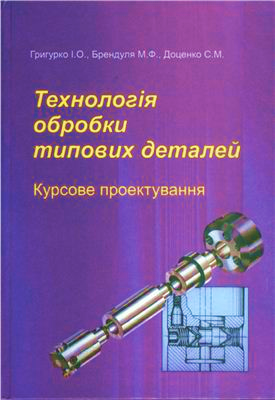 Григурко І.О., Брендуля М.Ф., Доценко С.М.
Технологія
обробки
типових деталей
Курсове проектування